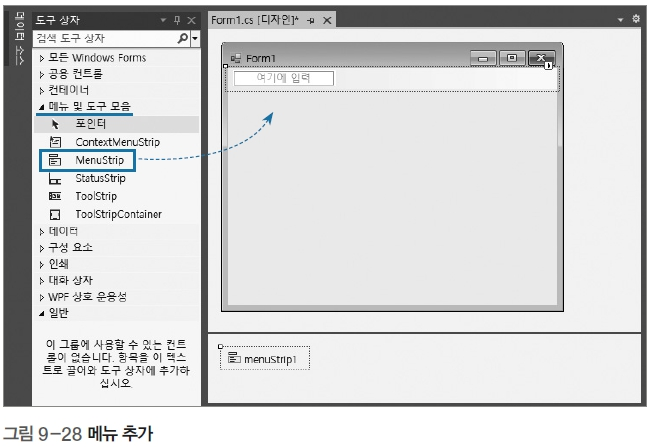 데이터 소스
도구 상자
검색 도구 상자
모든 Windows Forms
공용 컨트롤
컨테이너
메뉴 및 도구 모음
포인터
ContextMenuStrip
MenuStrip
StatusStrip
ToolStrip
ToolStripContainer
데이터
구성 요소
인쇄
대화 상자
WPF 상호 운용성
일반
이 그룹에 사용할 수 있는 컨트
롤이 없습니다. 항목을 이 텍스
트로 끌어와 도구 상자에 추가하
십시오.
Form1.cs [디자인]*
Form1
여기에 입력
menuStrip1
그림 9-28 메뉴 추가